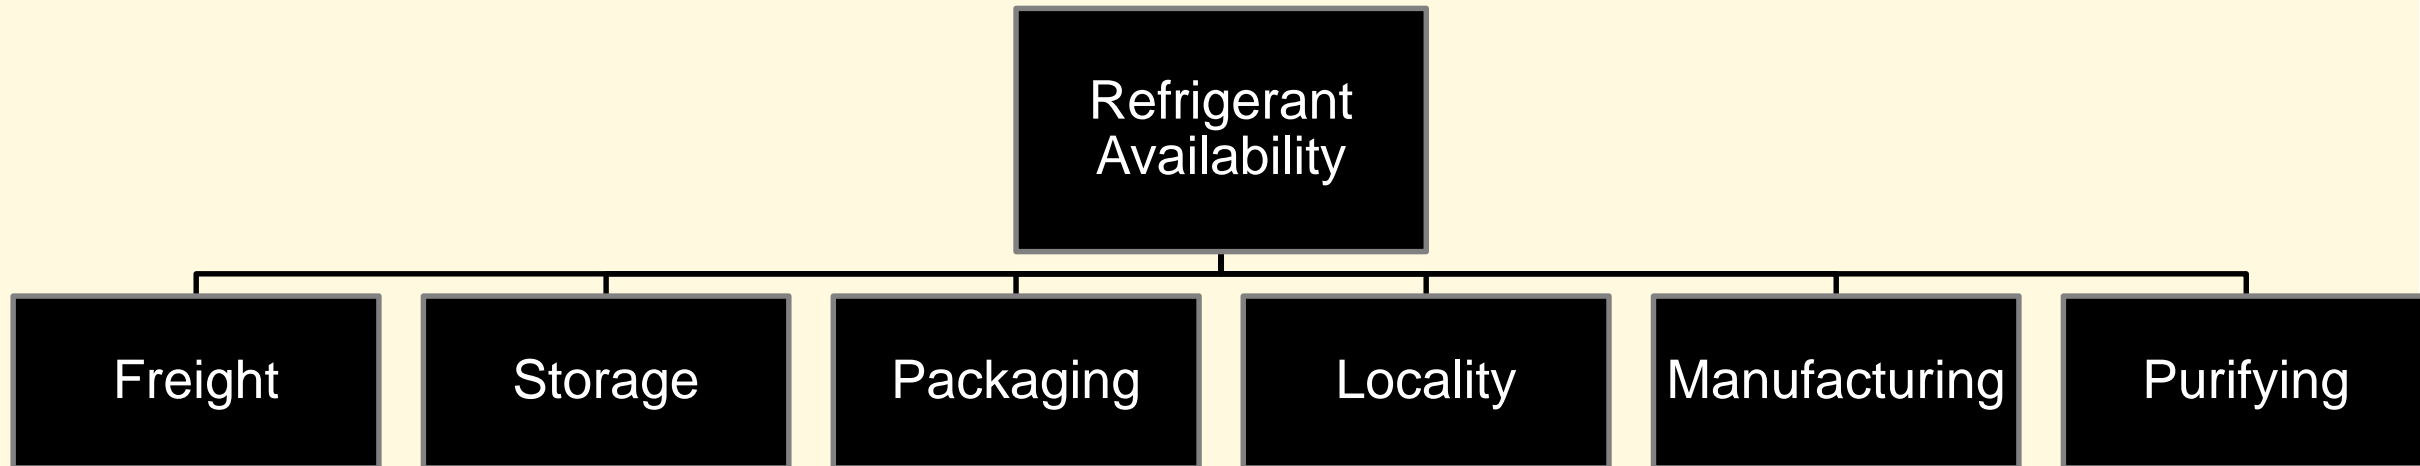 Refrigerant
Availability
Freight
Storage
Packaging
Locality
Manufacturing
Purifying